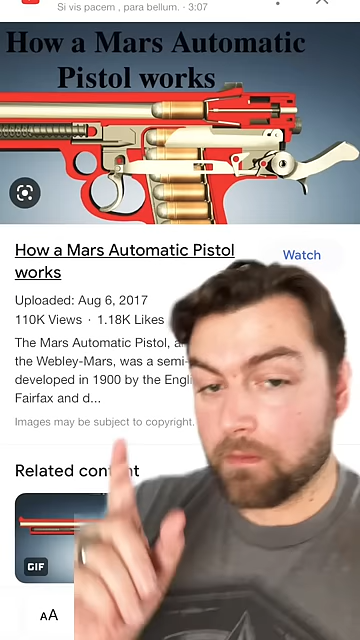 Si vis pacem , para bellum. · 3:07
How a Mars Automatic
Pistol works
How a Mars Automatic Pistol
works
Watch
Uploaded: Aug 6, 2017
110K Views · 1.18K Likes
The Mars Automatic Pistol,
the Webley-Mars, was a semi-
developed in 1900 by the
Fairfax and d...
Images may be subject to copyright.
Related content
GIF
AA